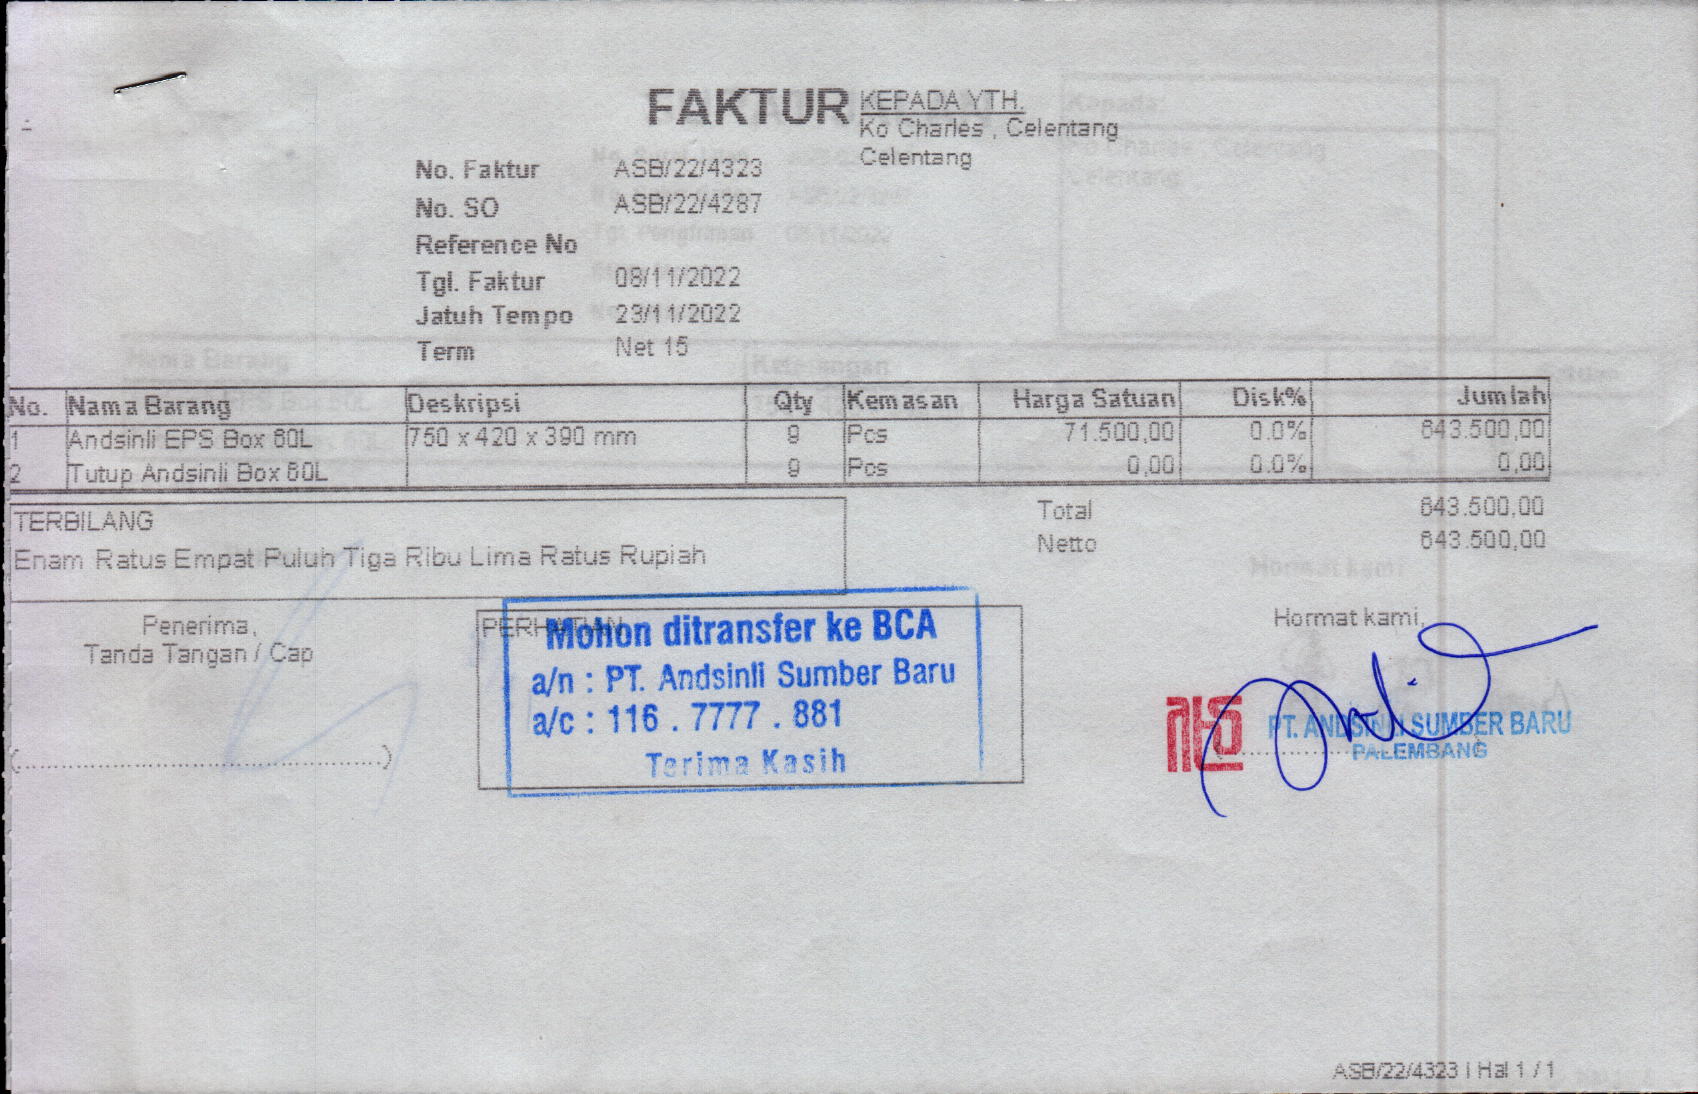 FAKTUR
KEPADA YTH.
Ko Charles , Celentang
Celentang
No. Faktur ASB/22/4323
No. SO ASB/22/4287
Reference No
Tgl. Faktur 08/11/2022
Jatuh Tempo 23/11/2022
Term Net 15
No. Nama Barang Deskripsi Qty Kemasan Harga Satuan Disk% Jumlah
1 Andsinli EPS Box 60L 750 x 420 x 390 mm 9 Pcs 71.500,00 0.0% 643.500,00
2 Tutup Andsinli Box 60L 9 Pcs 0,00 0.0% 0,00
TERBILANG
Enam Ratus Empat Puluh Tiga Ribu Lima Ratus Rupiah
Total 643.500,00
Netto 643.500,00
Penerima,
Tanda Tangan / Cap
(........................................................)
PERHATIAN
Mohon ditransfer ke BCA
a/n : PT. Andsinli Sumber Baru
a/c : 116 . 7777 . 881
Terima Kasih
Hormat kami,
PT. ANDSINLI SUMBER BARU
PALEMBANG
ASB/22/4323 | Hal 1 / 1